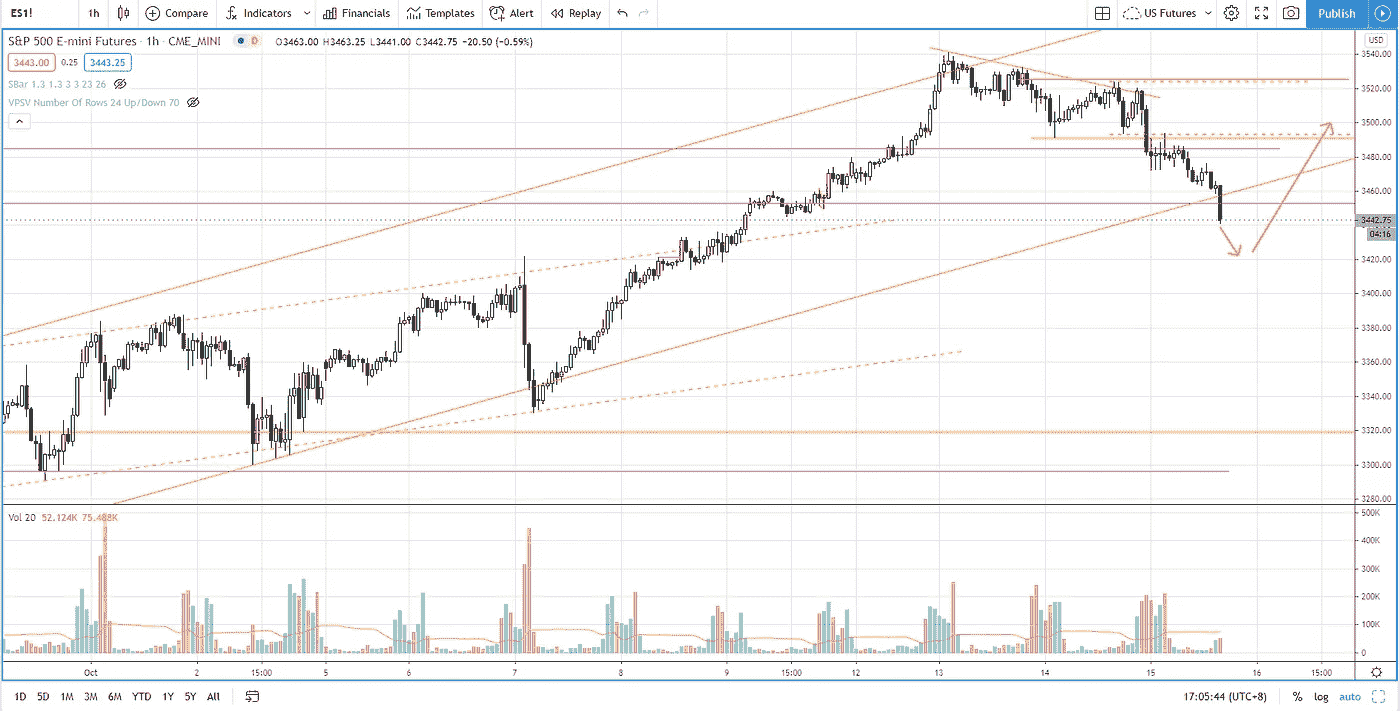 ES1! 1h Compare Indicators Financials Templates Alert Replay US Futures Publish
S&P 500 E-mini Futures · 1h · CME_MINI D O3463.00 H3463.25 L3441.00 C3442.75 −20.50 (−0.59%)
USD
3443.00 0.25 3443.25
SBar 1.3 1.3 3 3 23 26
VPSV Number Of Rows 24 Up/Down 70
3540.00
3520.00
3500.00
3480.00
3460.00
3442.75
04:16
3420.00
3400.00
3380.00
3360.00
3340.00
3320.00
3300.00
3280.00
Vol 20 52.124K 75.488K
500K
400K
300K
200K
100K
0
Oct 2 15:00 5 6 7 8 9 15:00 12 13 14 15 16 15:00
1D 5D 1M 3M 6M YTD 1Y 5Y All 17:05:44 (UTC+8) % log auto